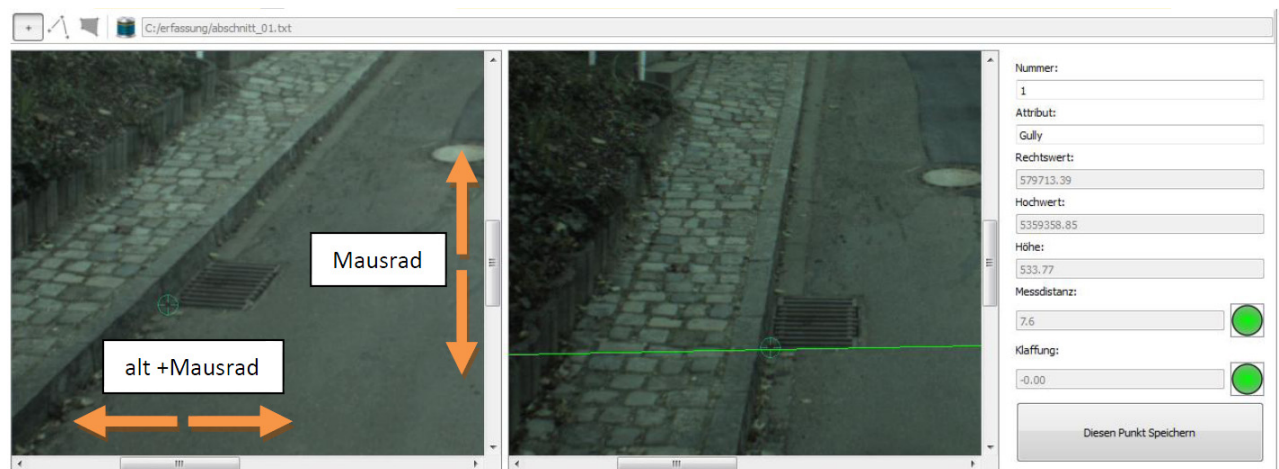 C:/erfassung/abschnitt_01.txt
Mausrad
alt +Mausrad
Nummer:
1
Attribut:
Gully
Rechtswert:
579713.39
Hochwert:
5359358.85
Höhe:
533.77
Messdistanz:
7.6
Klaffung:
-0.00
Diesen Punkt Speichern